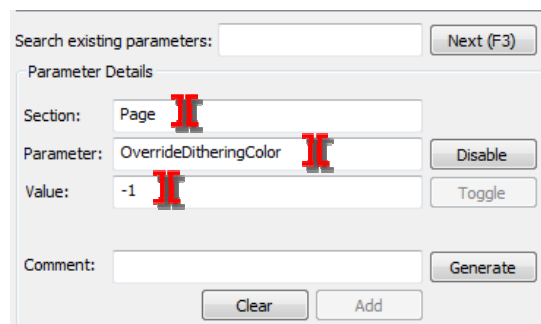 Search existing parameters: Next (F3)
Parameter Details
Section: Page
Parameter: OverrideDitheringColor Disable
Value: -1 Toggle
Comment: Generate
Clear Add